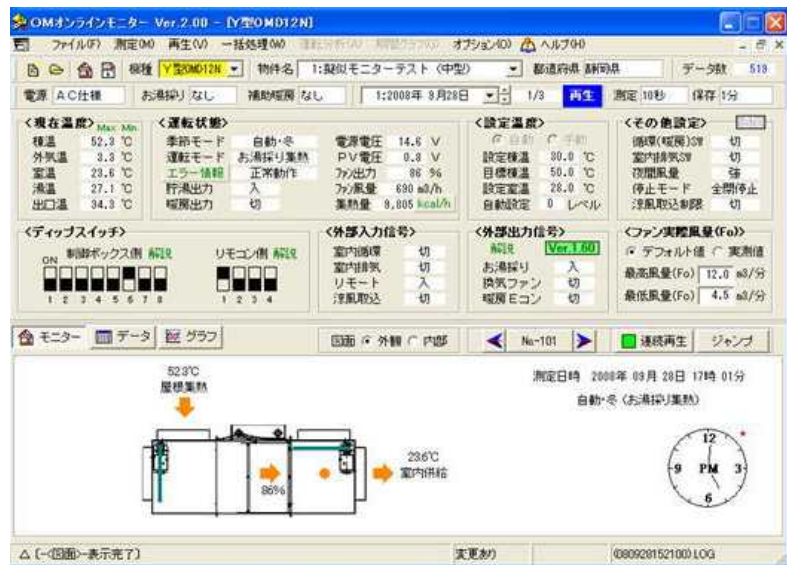 OMオンラインモニター Ver.2.00 - [Y型OMD12N]
ファイル(F) 測定(M) 再生(V) 一括処理(W) オプション(O) ヘルプ(H)
機種 Y型OMD12N 物件名 1:擬似モニターテスト (中型) 都道府県 静岡県 データ数 519
電源 AC仕様 お湯採り なし 補助暖房 なし 1:2008年 9月28日 1/3 再生 測定 10秒 保存 1分
<現在温度> Max Min
棟温 52.3 ℃
外気温 3.3 ℃
室温 23.6 ℃
湯温 27.1 ℃
出口温 34.3 ℃
<運転状態>
季節モード 自動・冬 電源電圧 14.6 V
運転モード お湯採り集熱 PV電圧 0.8 V
エラー情報 正常動作 ファン出力 86 %
貯湯出力 入 ファン風量 690 m3/h
暖房出力 切 集熱量 9,805 kcal/h
<設定温度>
自動 手動
設定棟温 30.0 ℃
目標棟温 50.0 ℃
設定室温 28.0 ℃
自動設定 0 レベル
<その他設定>
循環(暖房)SW 切
室内排気SW 切
夜間風量 強
停止モード 全閉停止
涼風取込制限 切
<ディップスイッチ>
制御ボックス側 解説 リモコン側 解説
ON
1 2 3 4 5 6 7 8 1 2 3 4
<外部入力信号>
室内循環 切
室内排気 切
リモート 入
涼風取込 切
<外部出力信号>
解説 Ver.1.60
お湯採り 入
換気ファン 切
暖房エコン 切
<ファン実際風量(Fo)>
デフォルト値 実測値
最高風量(Fo) 12.0 m3/分
最低風量(Fo) 4.5 m3/分
モニター データ グラフ 図面 外観 内部 No-101 連続再生 ジャンプ
52.3℃
屋根集熱
測定日時 2008年 09月 28日 17時 01分
自動・冬 (お湯採り集熱)
23.6℃
室内供給
86%
12
9 PM 3
6
△ [-<図面>-表示完了] 変更あり (080928152100).LOG